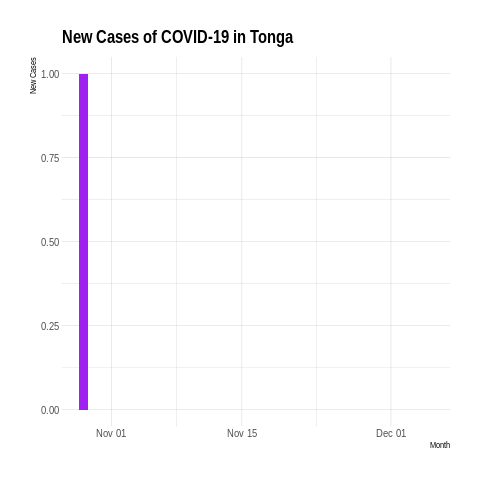 New Cases of COVID-19 in Tonga
New Cases
1.00
0.75
0.50
0.25
0.00
Nov 01
Nov 15
Dec 01
Month